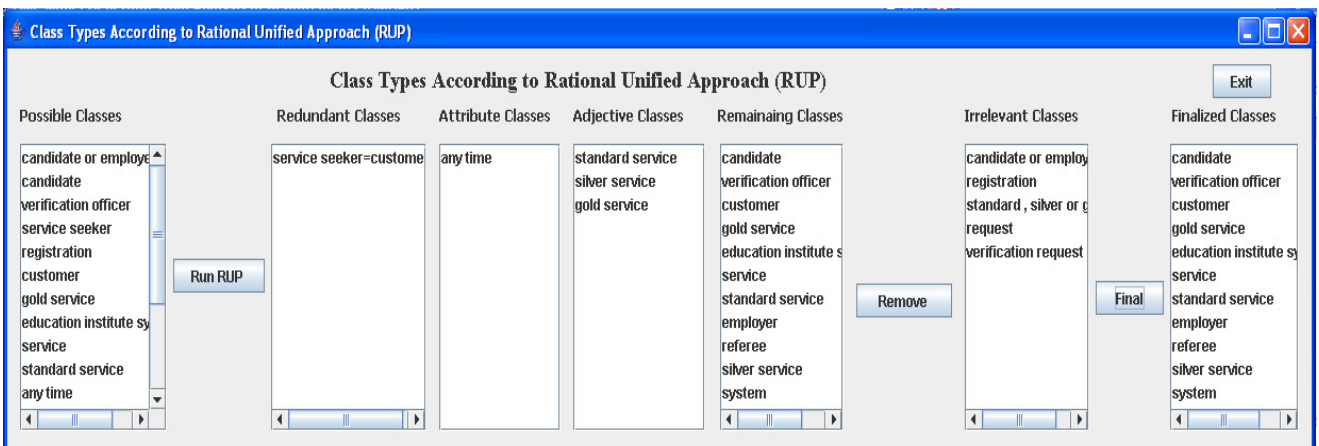 Class Types According to Rational Unified Approach (RUP)
Class Types According to Rational Unified Approach (RUP)
Exit
Possible Classes
candidate or employe
candidate
verification officer
service seeker
registration
customer
gold service
education institute sy
service
standard service
any time
Run RUP
Redundant Classes
service seeker=custome
Attribute Classes
any time
Adjective Classes
standard service
silver service
gold service
Remainaing Classes
candidate
verification officer
customer
gold service
education institute s
service
standard service
employer
referee
silver service
system
Remove
Irrelevant Classes
candidate or employ
registration
standard , silver or g
request
verification request
Final
Finalized Classes
candidate
verification officer
customer
gold service
education institute sy
service
standard service
employer
referee
silver service
system